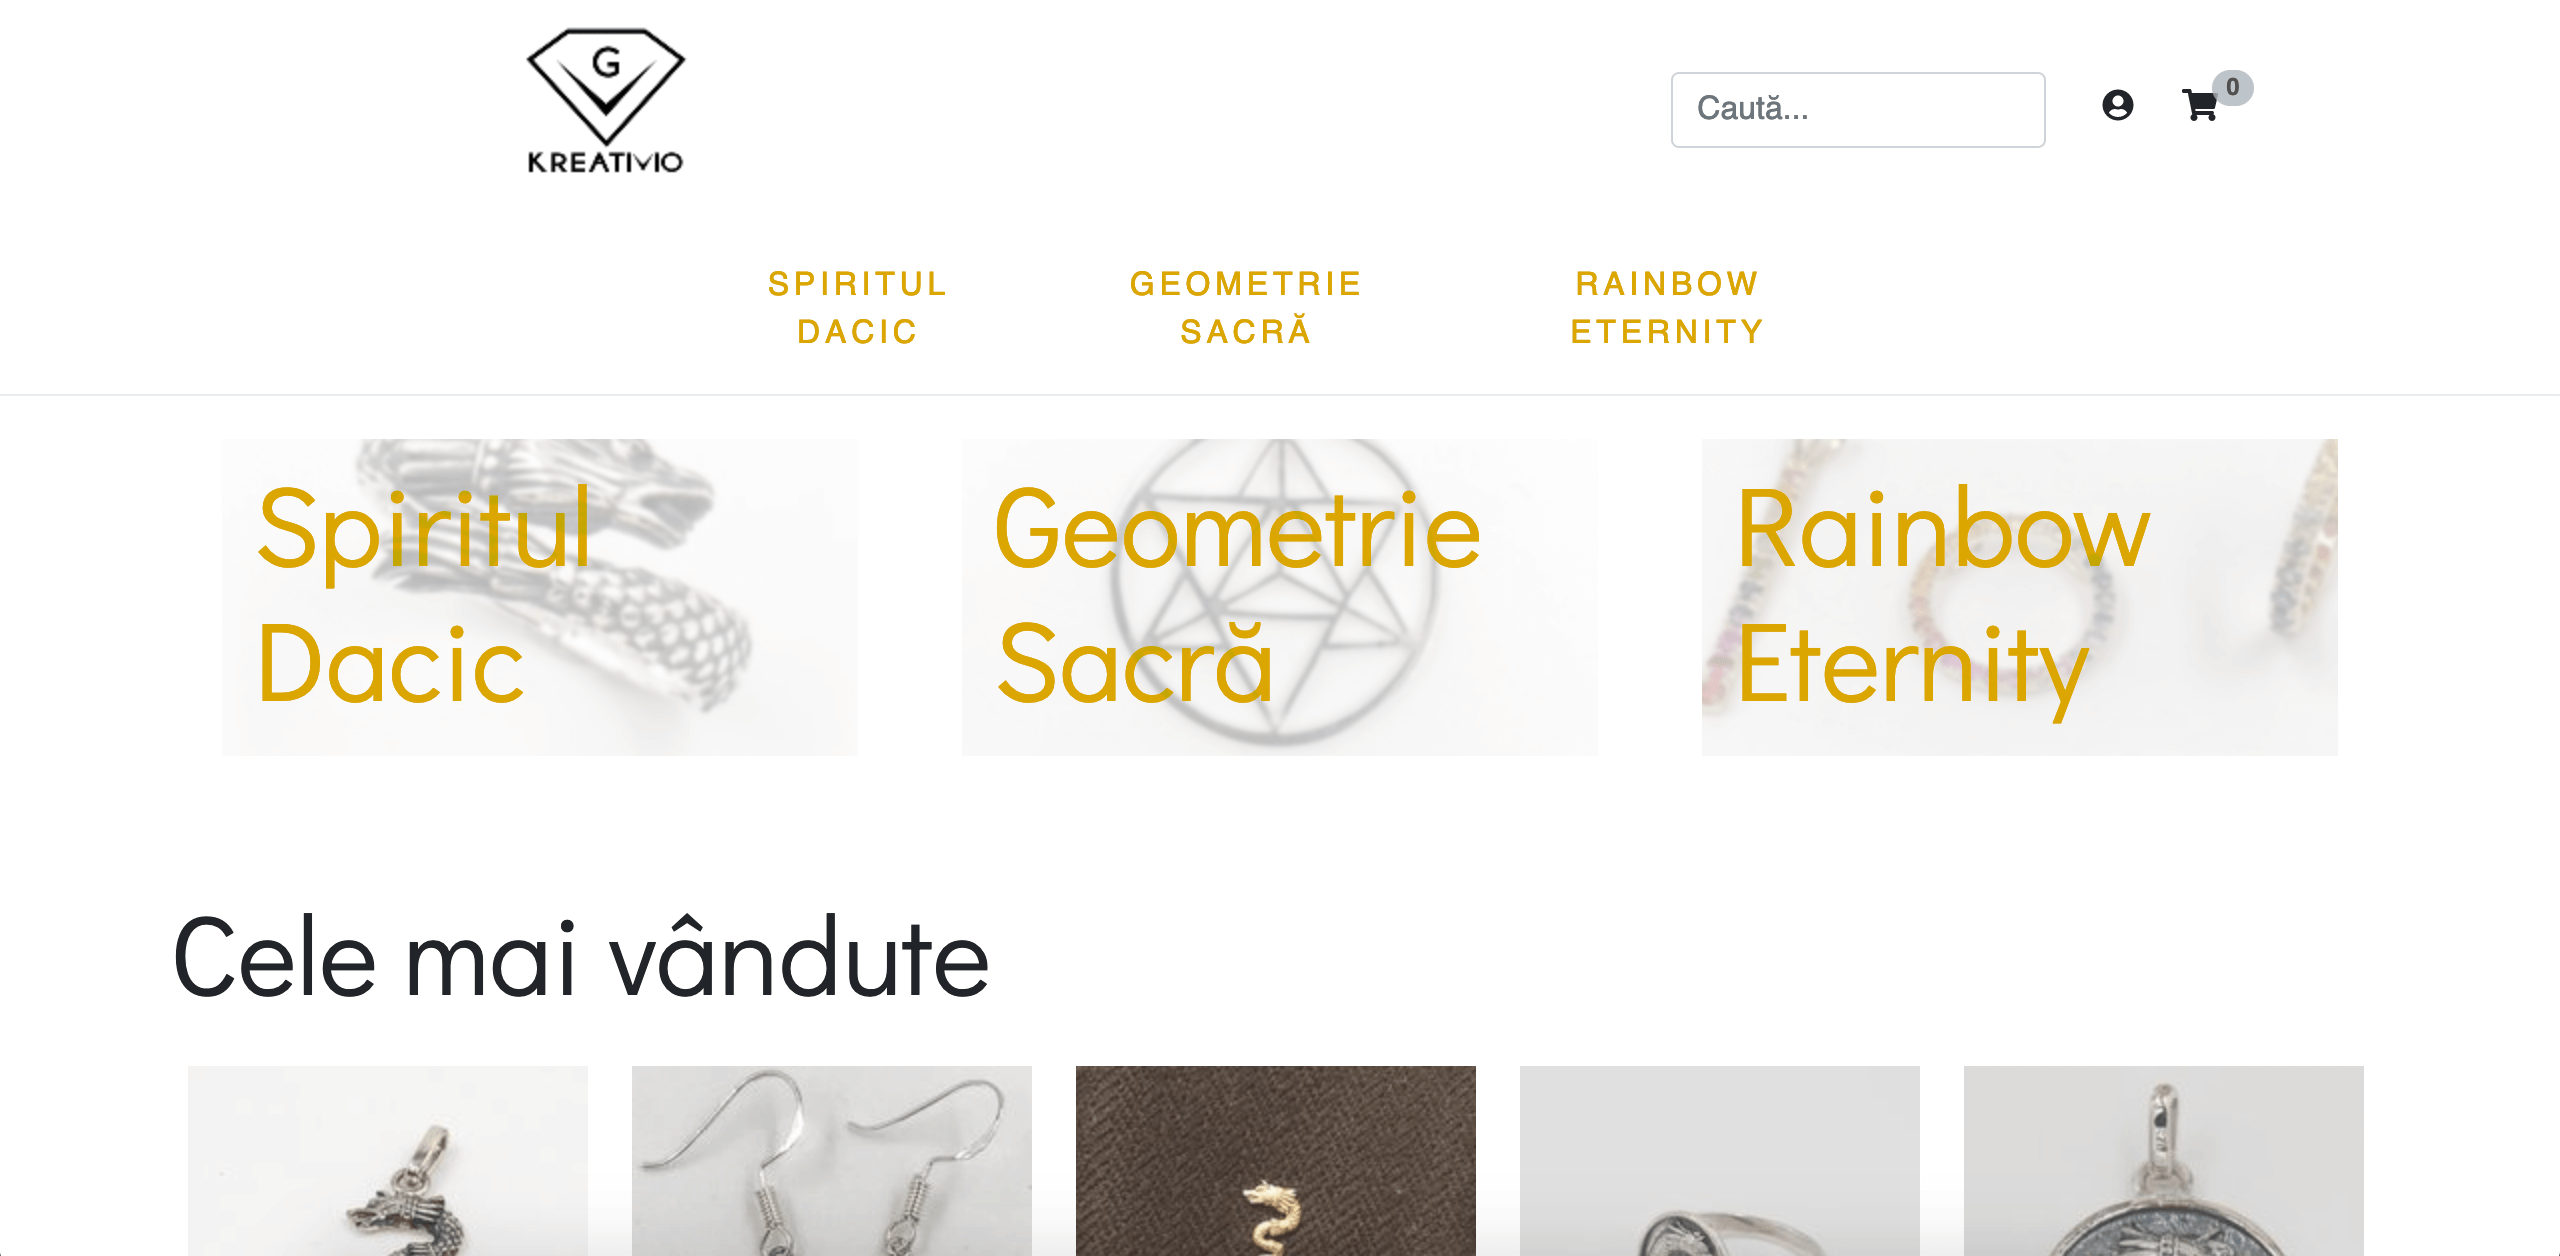 G
KREATIVIO
Caută...
0
SPIRITUL
DACIC
GEOMETRIE
SACRĂ
RAINBOW
ETERNITY
Spiritul
Dacic
Geometrie
Sacră
Rainbow
Eternity
Cele mai vândute